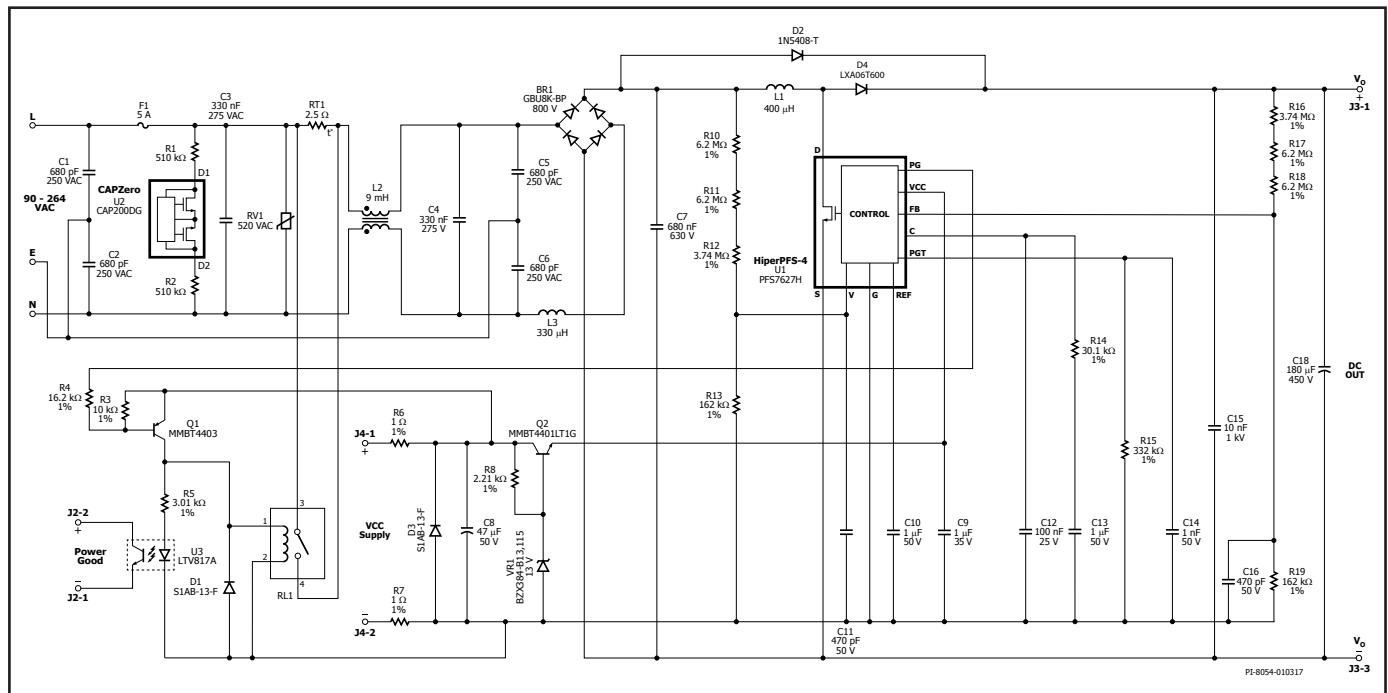 D2
1N5408-T
D4
LXA06T600
L1
400 µH
BR1
GBU8K-BP
800 V
VO
+
J3-1
F1
5 A
C3
330 nF
275 VAC
RT1
2.5 Ω
t°
L
C1
680 pF
250 VAC
R1
510 kΩ
D1
CAPZero
U2
CAP200DG
D2
90 - 264
VAC
RV1
520 VAC
L2
9 mH
C4
330 nF
275 V
C5
680 pF
250 VAC
E
C2
680 pF
250 VAC
R2
510 kΩ
C6
680 pF
250 VAC
N
L3
330 µH
C7
680 nF
630 V
R10
6.2 MΩ
1%
R11
6.2 MΩ
1%
R12
3.74 MΩ
1%
D
CONTROL
PG
VCC
FB
C
PGT
HiperPFS-4
U1
PFS7627H
S
V
G
REF
R16
3.74 MΩ
1%
R17
6.2 MΩ
1%
R18
6.2 MΩ
1%
R14
30.1 kΩ
1%
C18
180 µF
450 V
DC
OUT
R4
16.2 kΩ
1%
R3
10 kΩ
1%
Q1
MMBT4403
R13
162 kΩ
1%
C15
10 nF
1 kV
R15
332 kΩ
1%
R6
1 Ω
1%
J4-1
+
Q2
MMBT4401LT1G
R8
2.21 kΩ
1%
R5
3.01 kΩ
1%
J2-2
+
Power
Good
U3
LTV817A
J2-1
–
D1
S1AB-13-F
3
1
2
4
RL1
VCC
Supply
D3
S1AB-13-F
C8
47 µF
50 V
VR1
BZX384-B13,115
13 V
R7
1 Ω
1%
–
J4-2
C11
470 pF
50 V
C10
1 µF
50 V
C9
1 µF
35 V
C12
100 nF
25 V
C13
1 µF
50 V
C14
1 nF
50 V
C16
470 pF
50 V
R19
162 kΩ
1%
VO
–
J3-3
PI-8054-010317